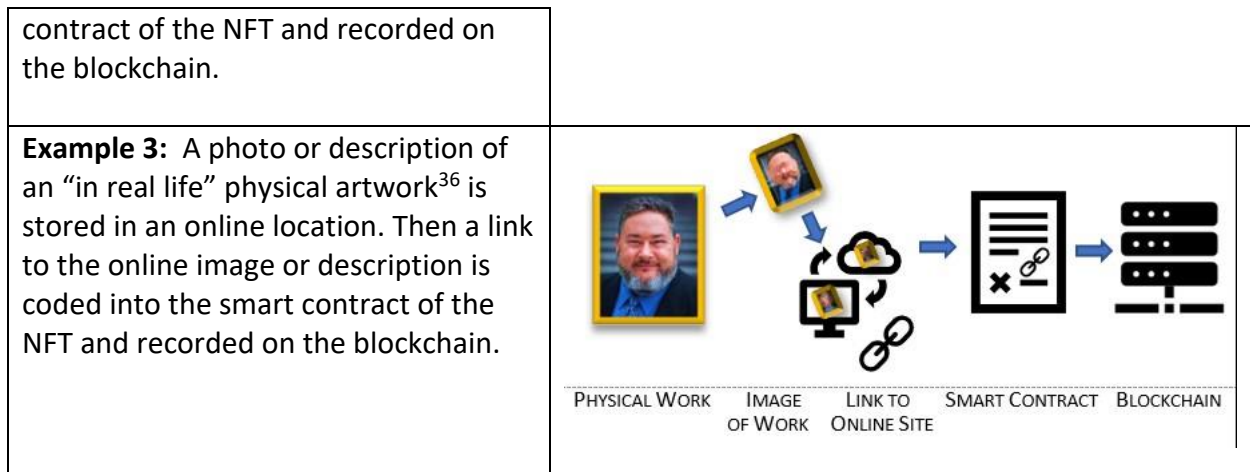 contract of the NFT and recorded on
the blockchain.
Example 3: A photo or description of
an “in real life” physical artwork36 is
stored in an online location. Then a link
to the online image or description is
coded into the smart contract of the
NFT and recorded on the blockchain.
PHYSICAL WORK IMAGE OF WORK LINK TO ONLINE SITE SMART CONTRACT BLOCKCHAIN